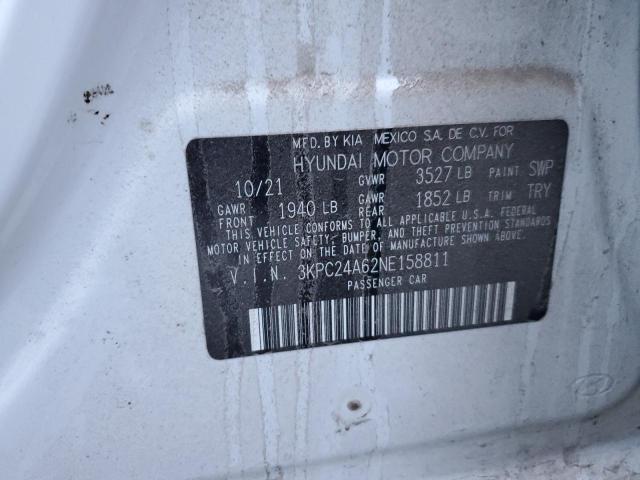 MFD. BY KIA MEXICO S.A. DE C.V. FOR
HYUNDAI MOTOR COMPANY
10/21 GVWR 3527 LB PAINT SWP
GAWR FRONT 1940 LB GAWR REAR 1852 LB TRIM TRY
THIS VEHICLE CONFORMS TO ALL APPLICABLE U.S.A. FEDERAL
MOTOR VEHICLE SAFETY, BUMPER, AND THEFT PREVENTION STANDARDS
IN EFFECT ON THE DATE OF MANUFACTURE SHOWN ABOVE.
V.I.N. 3KPC24A62NE158811
PASSENGER CAR